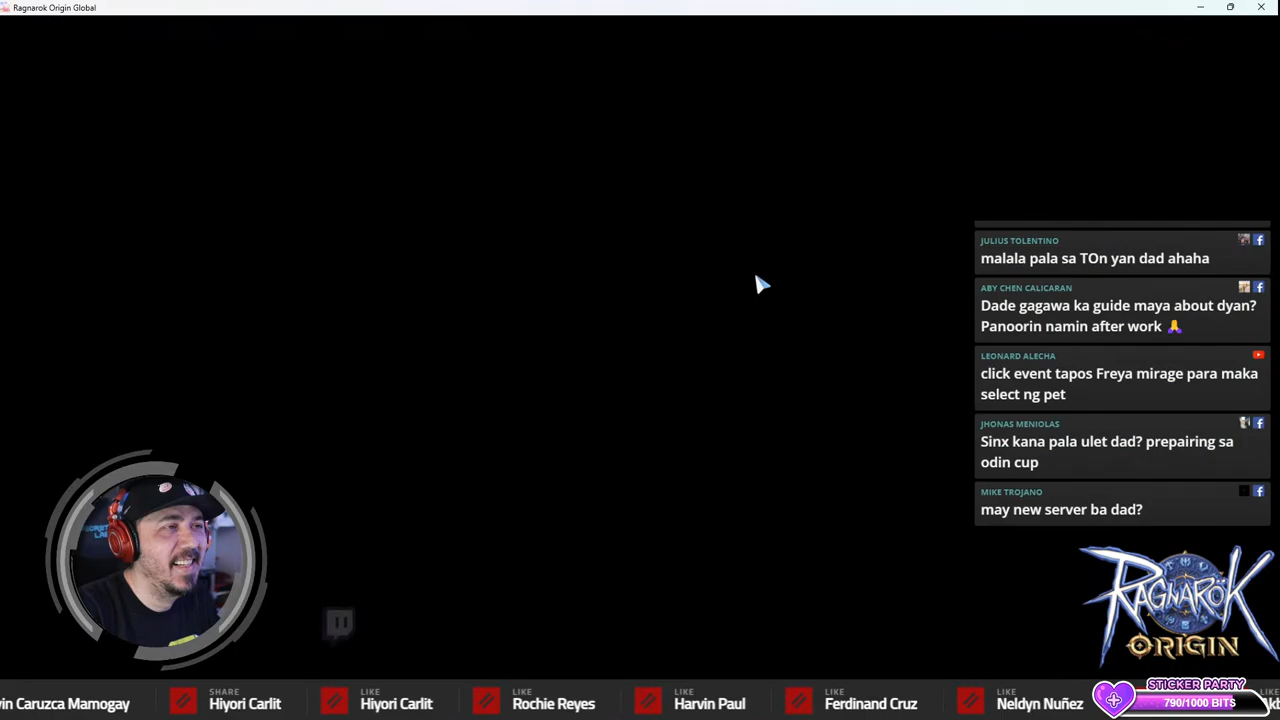 Ragnarok Origin Global
JULIUS TOLENTINO
malala pala sa TOn yan dad ahaha
ABY CHEN CALICARAN
Dade gagawa ka guide maya about dyan?
Panoorin namin after work
LEONARD ALECHA
click event tapos Freya mirage para maka
select ng pet
JHONAS MENIOLAS
Sinx kana pala ulet dad? prepairing sa
odin cup
MIKE TROJANO
may new server ba dad?
RAGNARÖK
ORIGIN
Caruzca Mamogay
SHARE
Hiyori Carlit
LIKE
Hiyori Carlit
LIKE
Rochie Reyes
LIKE
Harvin Paul
LIKE
Ferdinand Cruz
LIKE
Neldyn Nuñez
STICKER PARTY
790/1000 BITS